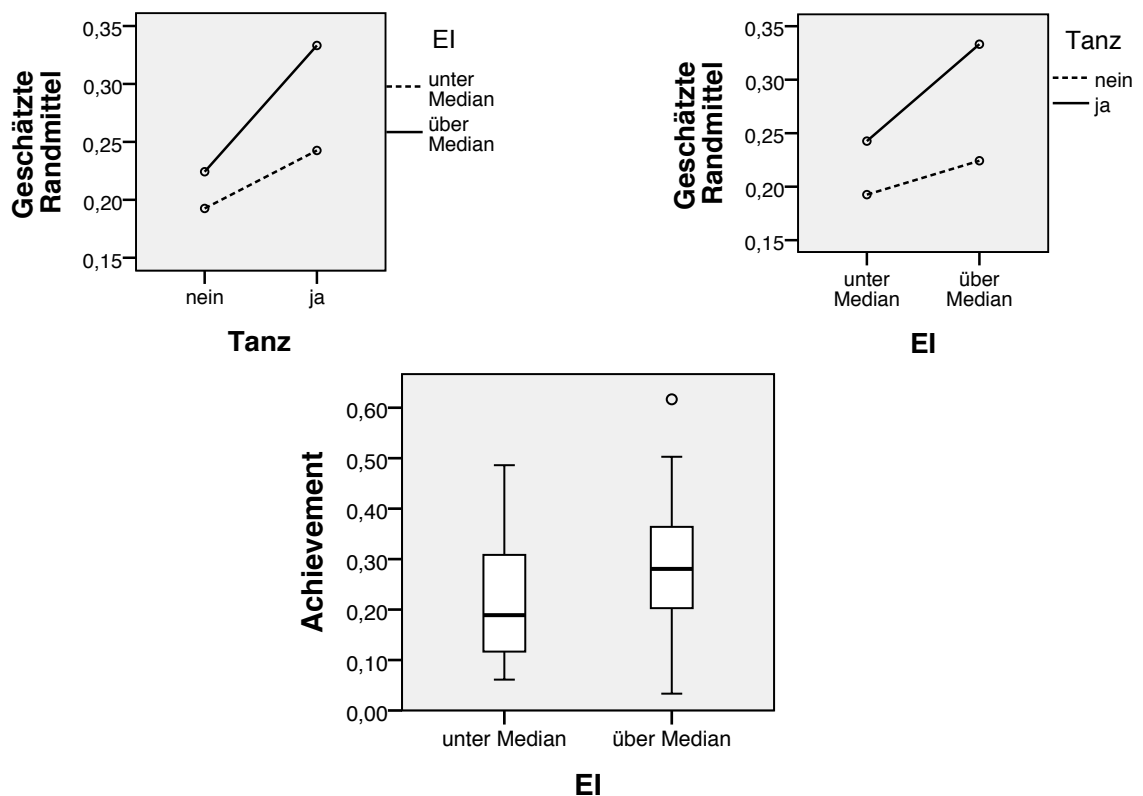 0,35
0,30
0,25
0,20
0,15
Geschätzte
Randmittel
nein
ja
Tanz
EI
unter
Median
über
Median
0,35
0,30
0,25
0,20
0,15
Geschätzte
Randmittel
unter
Median
über
Median
EI
Tanz
nein
ja
0,60
0,50
0,40
0,30
0,20
0,10
0,00
Achievement
unter Median
über Median
EI